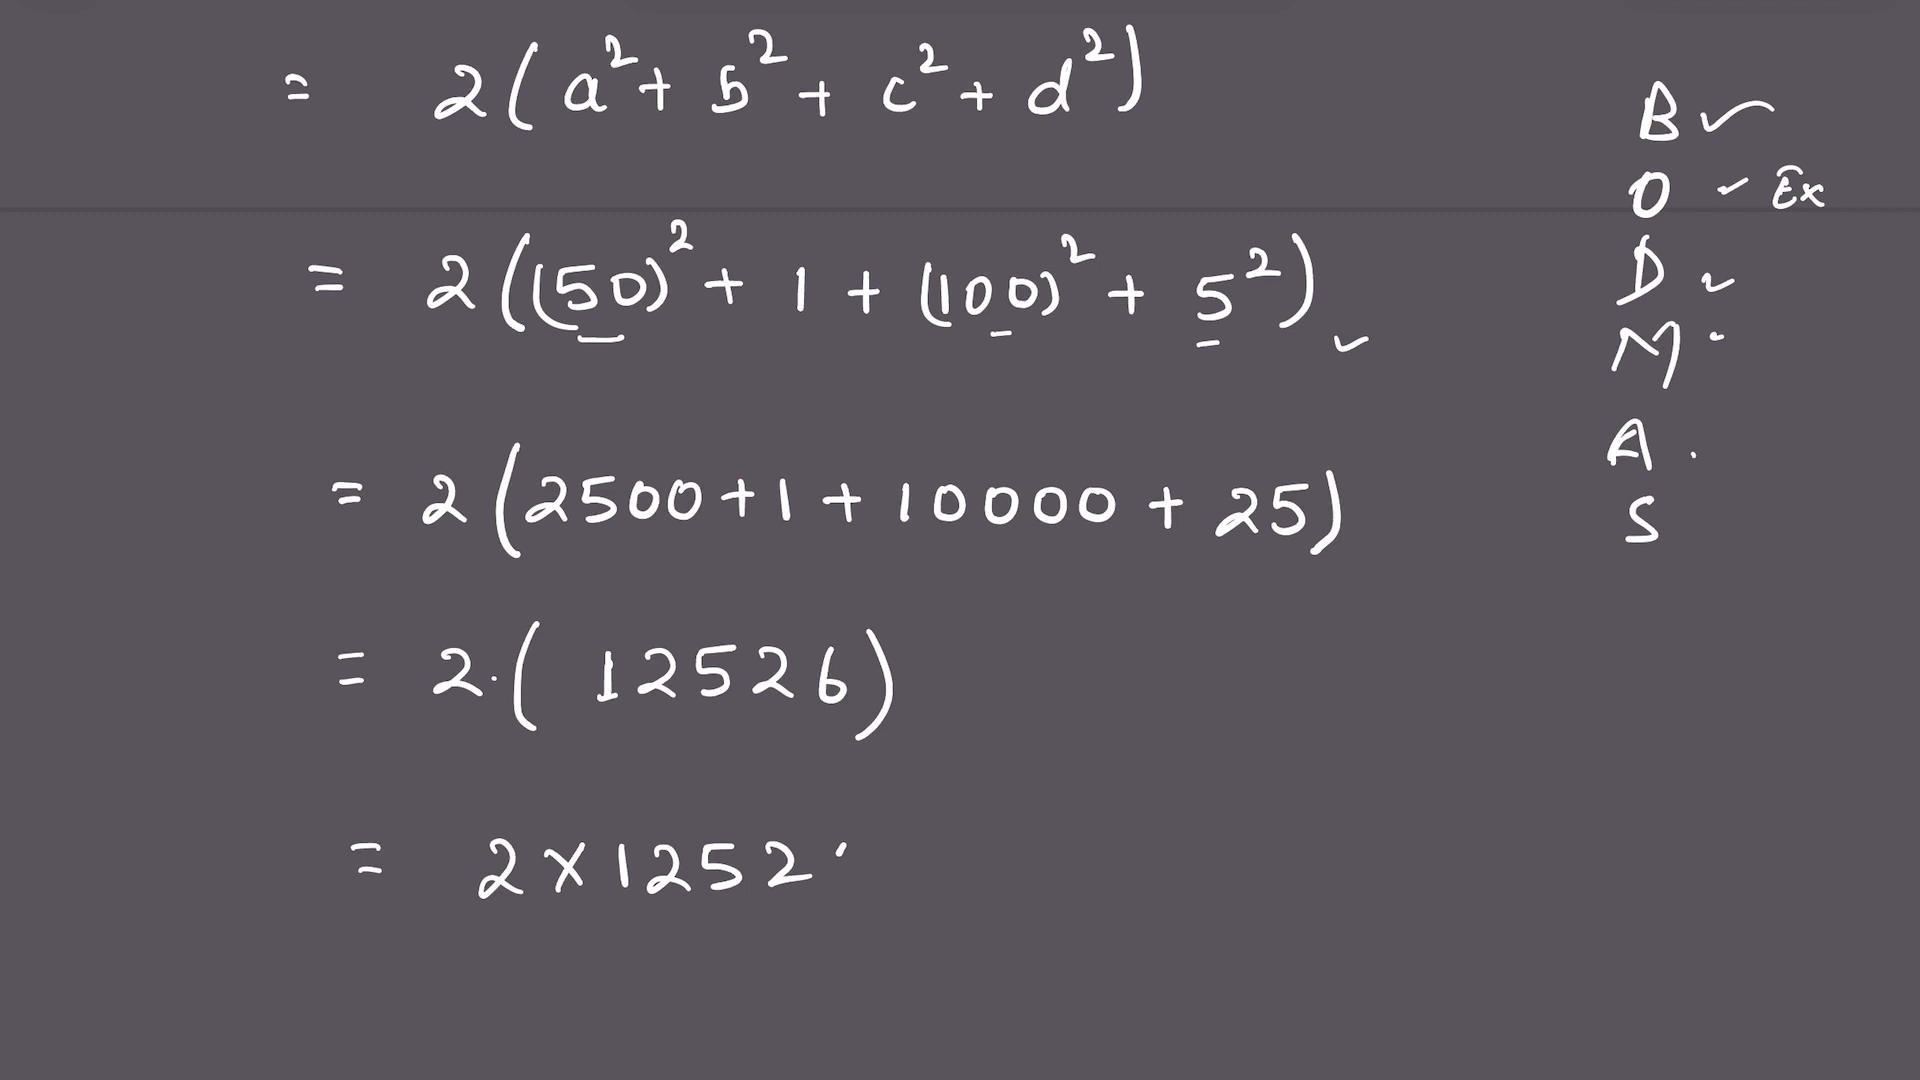 = 2(a²+ b² + c² + d²)
= 2((50)² + 1 + (100)² + 5²)
= 2(2500+1+10000+25)
= 2.(12526)
= 2×1252
B
O Ex
D
M
A
S